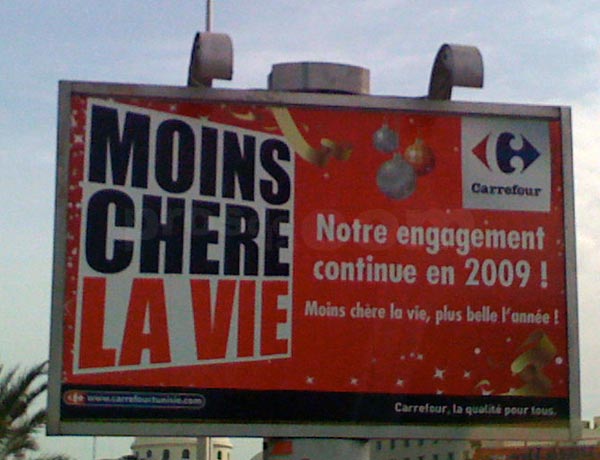 MOINS
CHERE
LA VIE
Carrefour
Notre engagement
continue en 2009 !
Moins chère la vie, plus belle l'année !
www.carrefourtunisie.com
Carrefour, la qualité pour tous.